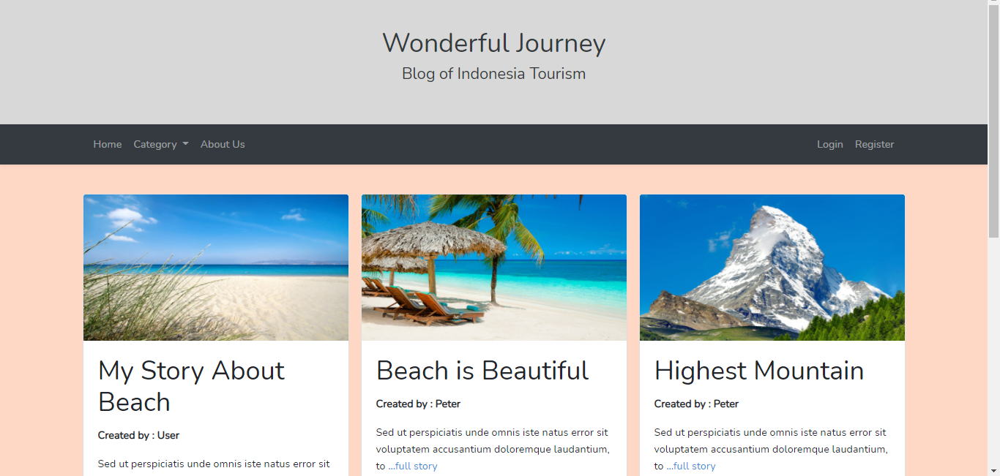 Wonderful Journey
Blog of Indonesia Tourism
Home Category About Us Login Register
My Story About
Beach
Created by : User
Sed ut perspiciatis unde omnis iste natus error sit
Beach is Beautiful
Created by : Peter
Sed ut perspiciatis unde omnis iste natus error sit
voluptatem accusantium doloremque laudantium,
to ...full story
Highest Mountain
Created by : Peter
Sed ut perspiciatis unde omnis iste natus error sit
voluptatem accusantium doloremque laudantium,
to ...full story